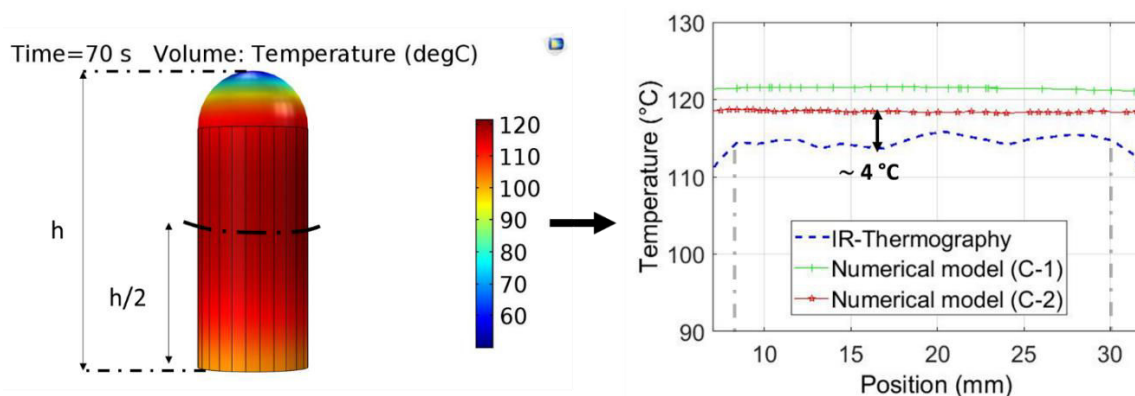 Time=70 s   Volume: Temperature (degC)
h
h/2
120
110
100
90
80
70
60
130
120
110
100
90
Temperature (°C)
~ 4 °C
IR-Thermography
Numerical model (C-1)
Numerical model (C-2)
10 15 20 25 30
Position (mm)